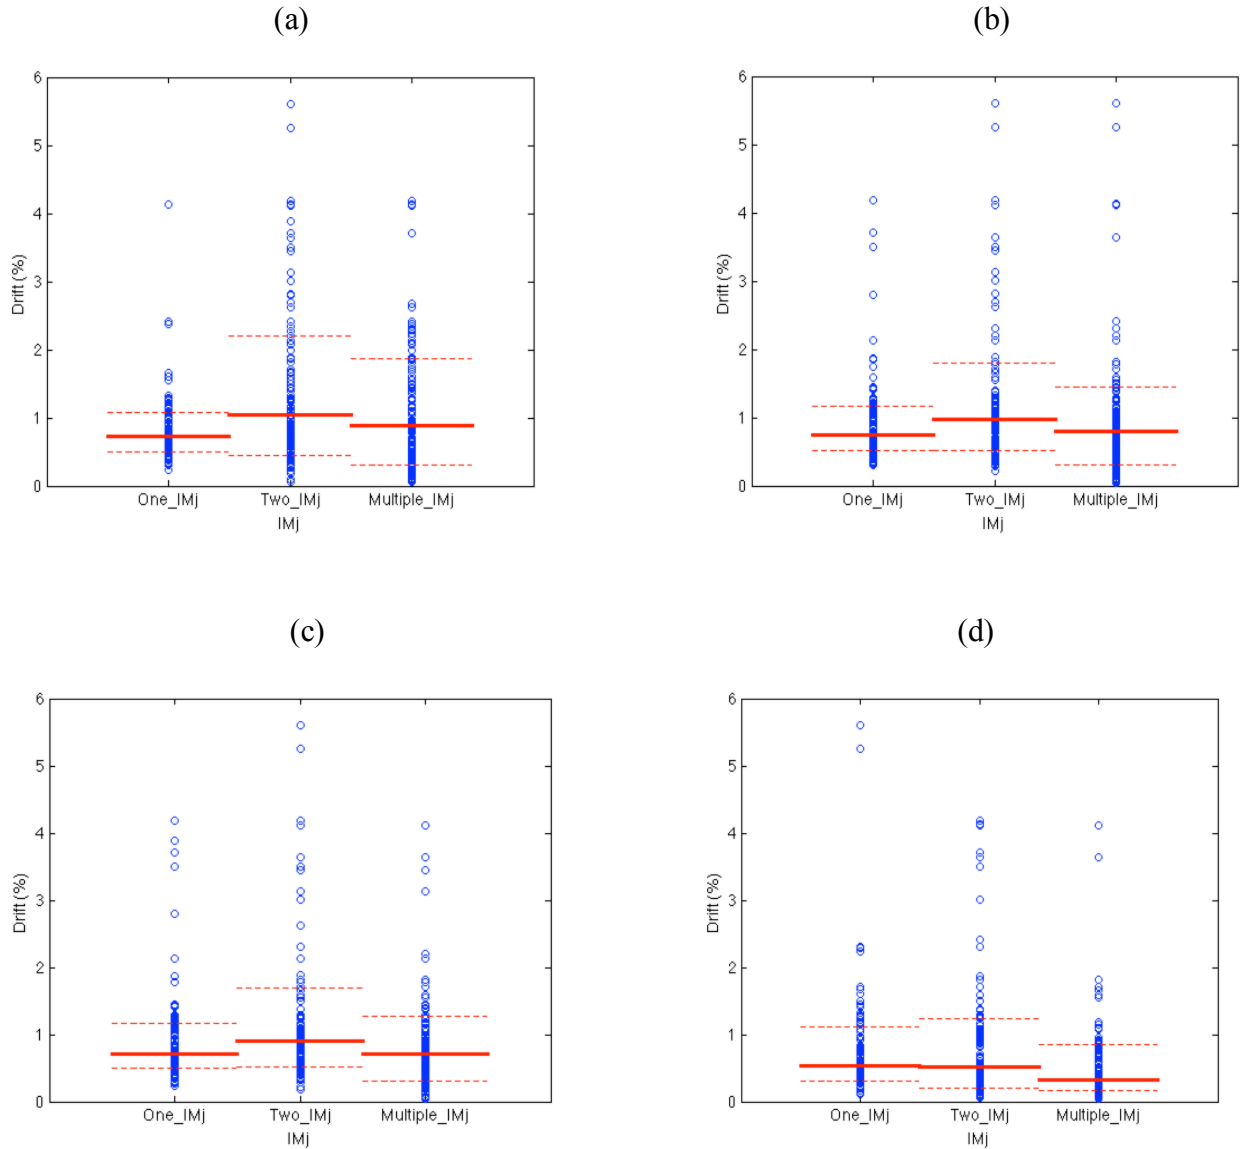 (a)
6
5
4
3
2
1
0
Drift (%)
One_IMj Two_IMj Multiple_IMj
IMj
(b)
6
5
4
3
2
1
0
Drift (%)
One_IMj Two_IMj Multiple_IMj
IMj
(c)
6
5
4
3
2
1
0
Drift (%)
One_IMj Two_IMj Multiple_IMj
IMj
(d)
6
5
4
3
2
1
0
Drift (%)
One_IMj Two_IMj Multiple_IMj
IMj